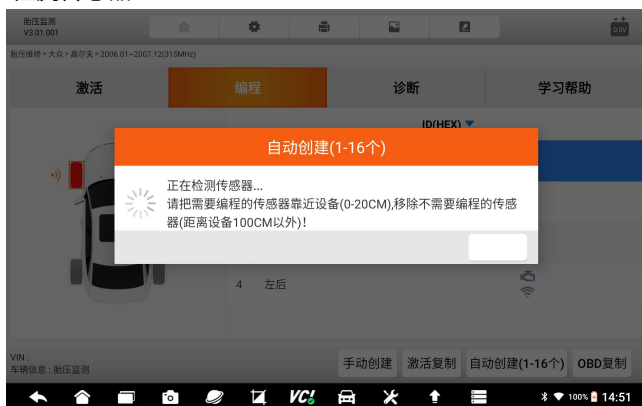 胎压监测
V3.01.001
0.0V
胎压维修>大众>高尔夫>2006.01~2007.12(315MHz)
激活
编程
诊断
学习帮助
ID(HEX)
自动创建(1-16个)
正在检测传感器...
请把需要编程的传感器靠近设备(0-20CM),移除不需要编程的传感
器(距离设备100CM以外)!
4 左后
VIN :
车辆信息 : 胎压监测
手动创建 激活复制 自动创建(1-16个) OBD复制
VCI
100% 14:51